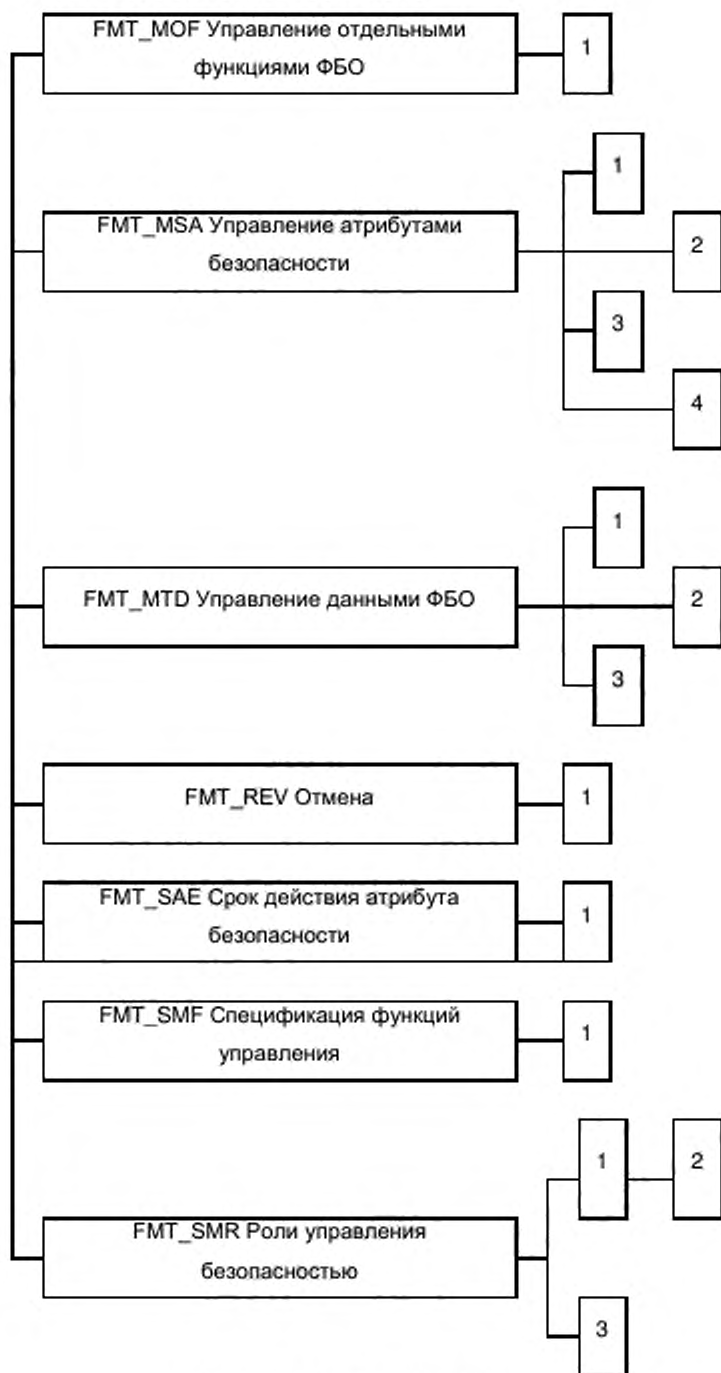 FMT_MOF Управление отдельными
функциями ФБО
1
1
FMT_MSA Управление атрибутами
безопасности
2
3
4
1
FMT_MTD Управление данными ФБО
2
3
FMT_REV Отмена
1
FMT_SAE Срок действия атрибута
безопасности
1
FMT_SMF Спецификация функций
управления
1
1
2
FMT_SMR Роли управления
безопасностью
3